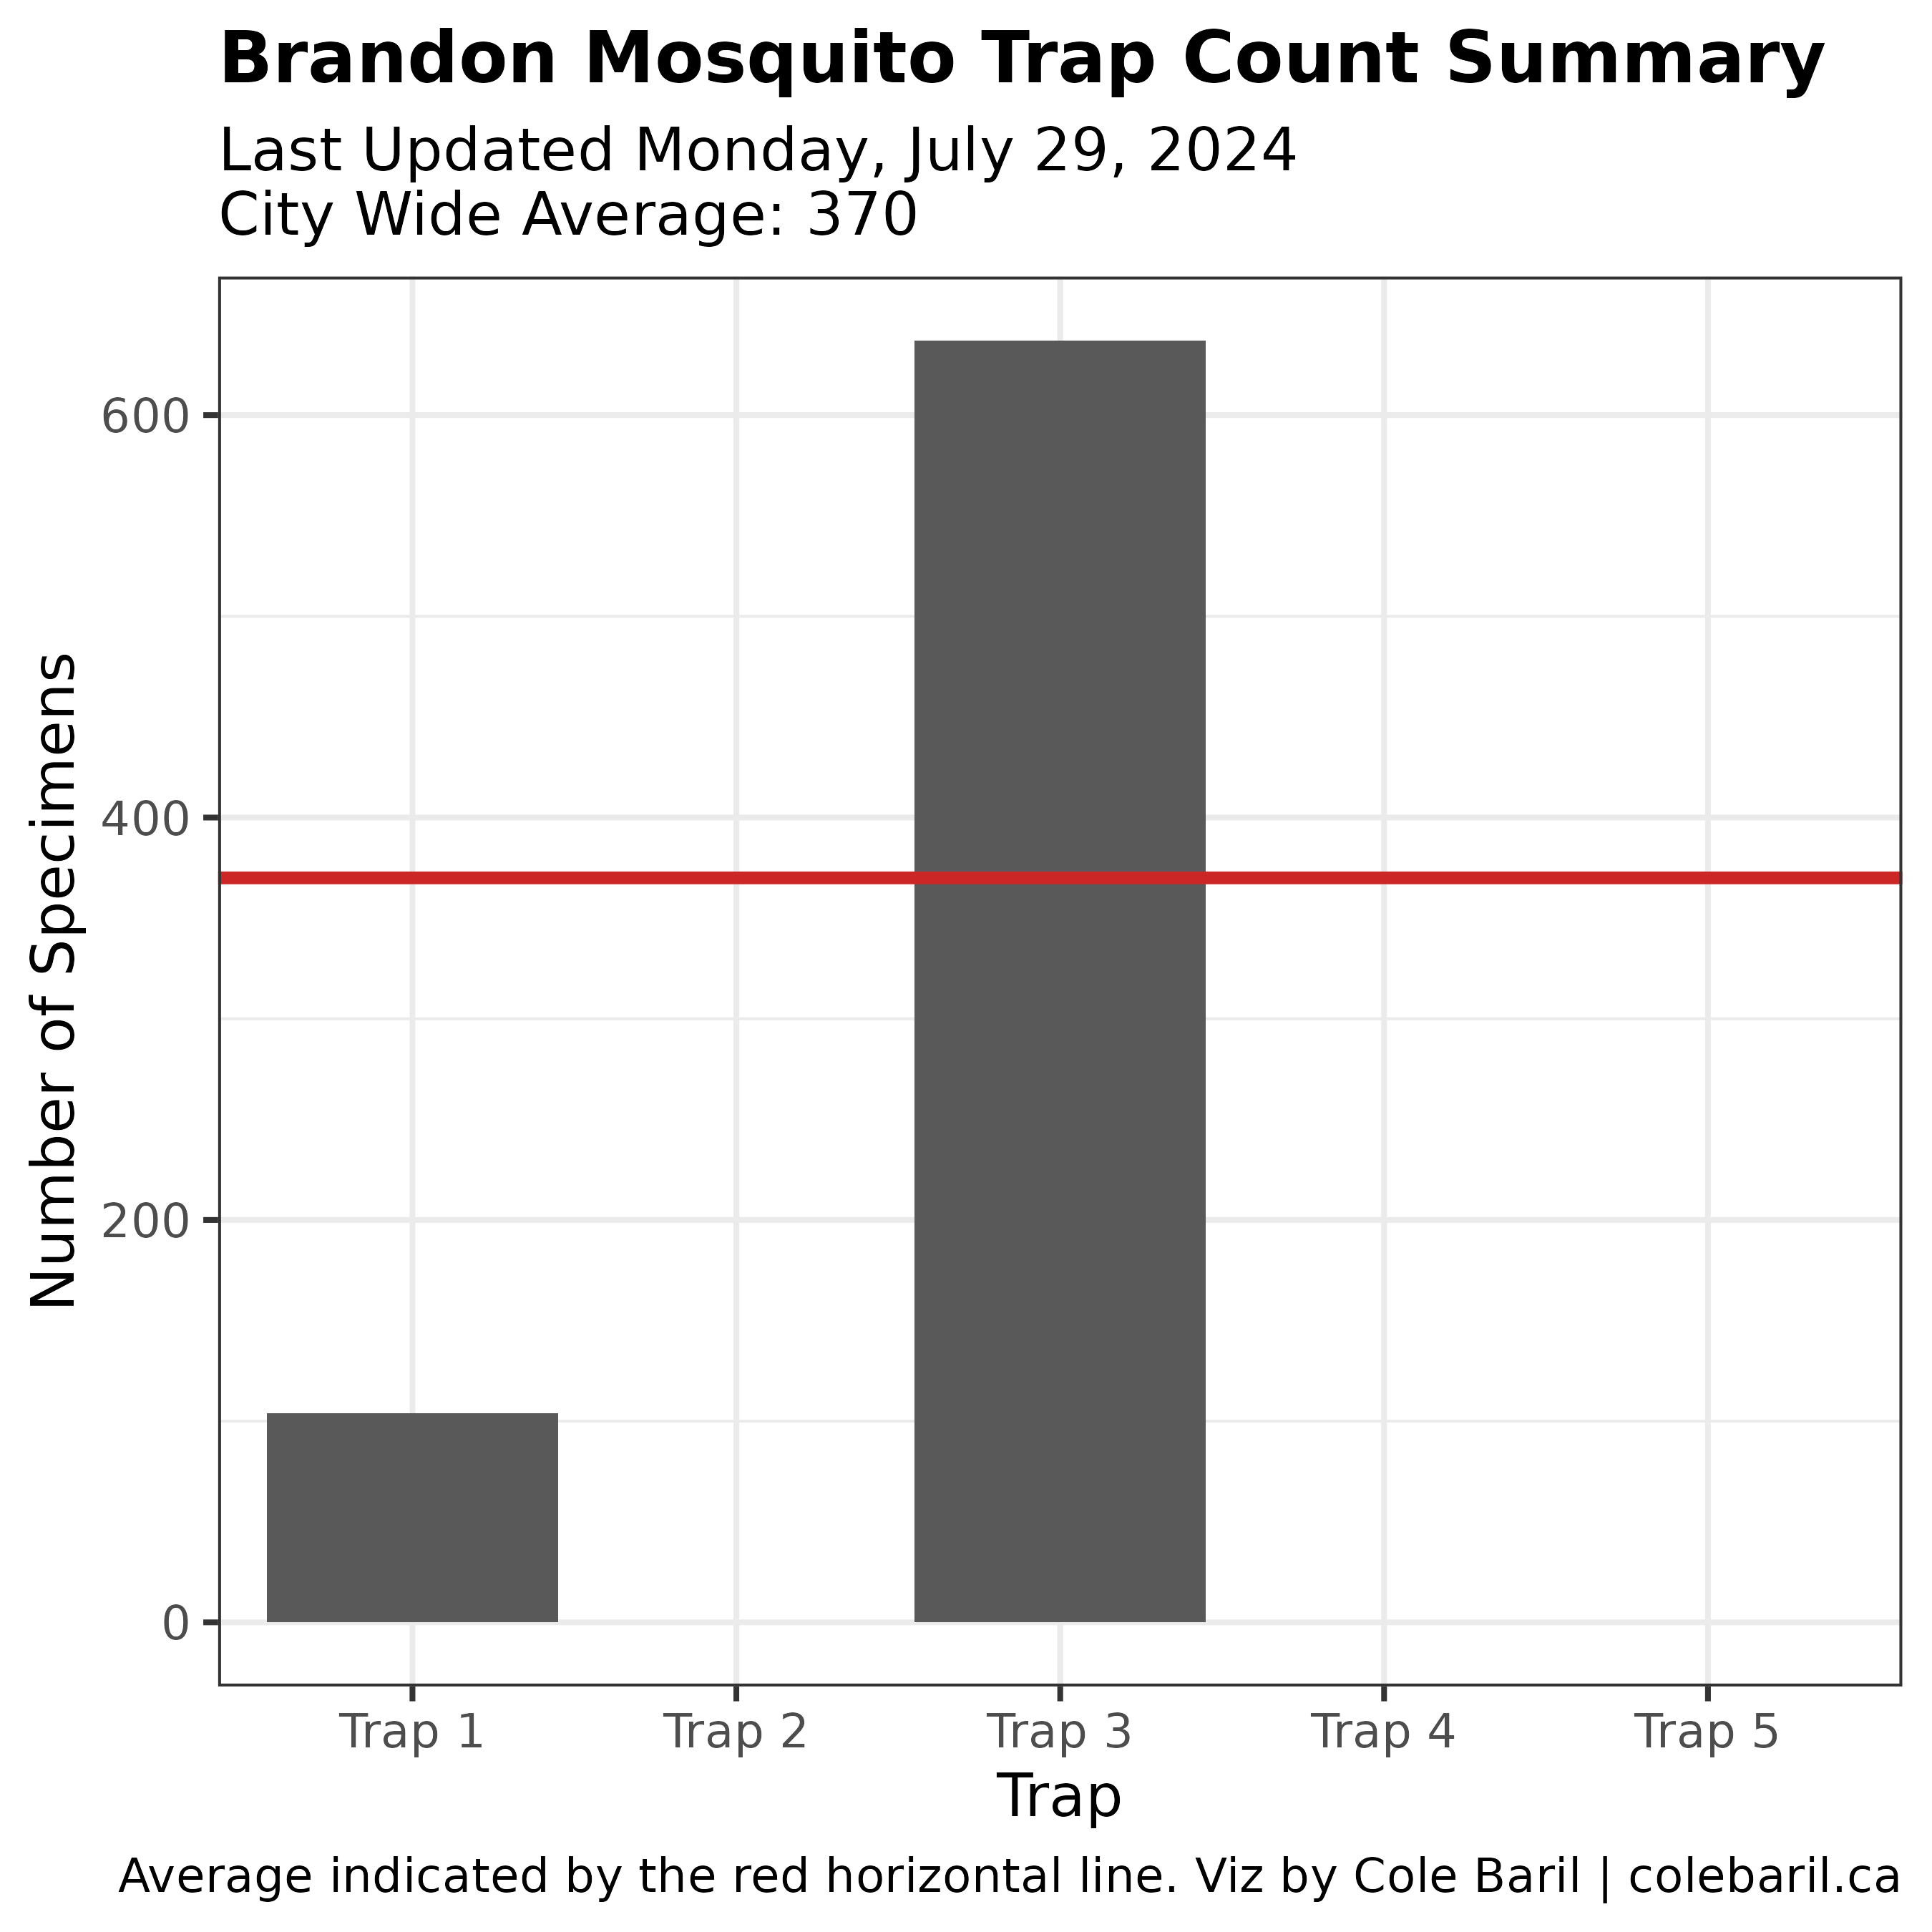 Brandon Mosquito Trap Count Summary
Last Updated Monday, July 29, 2024
City Wide Average: 370
Number of Specimens
600
400
200
0
Trap 1
Trap 2
Trap 3
Trap 4
Trap 5
Trap
Average indicated by the red horizontal line. Viz by Cole Baril | colebaril.ca